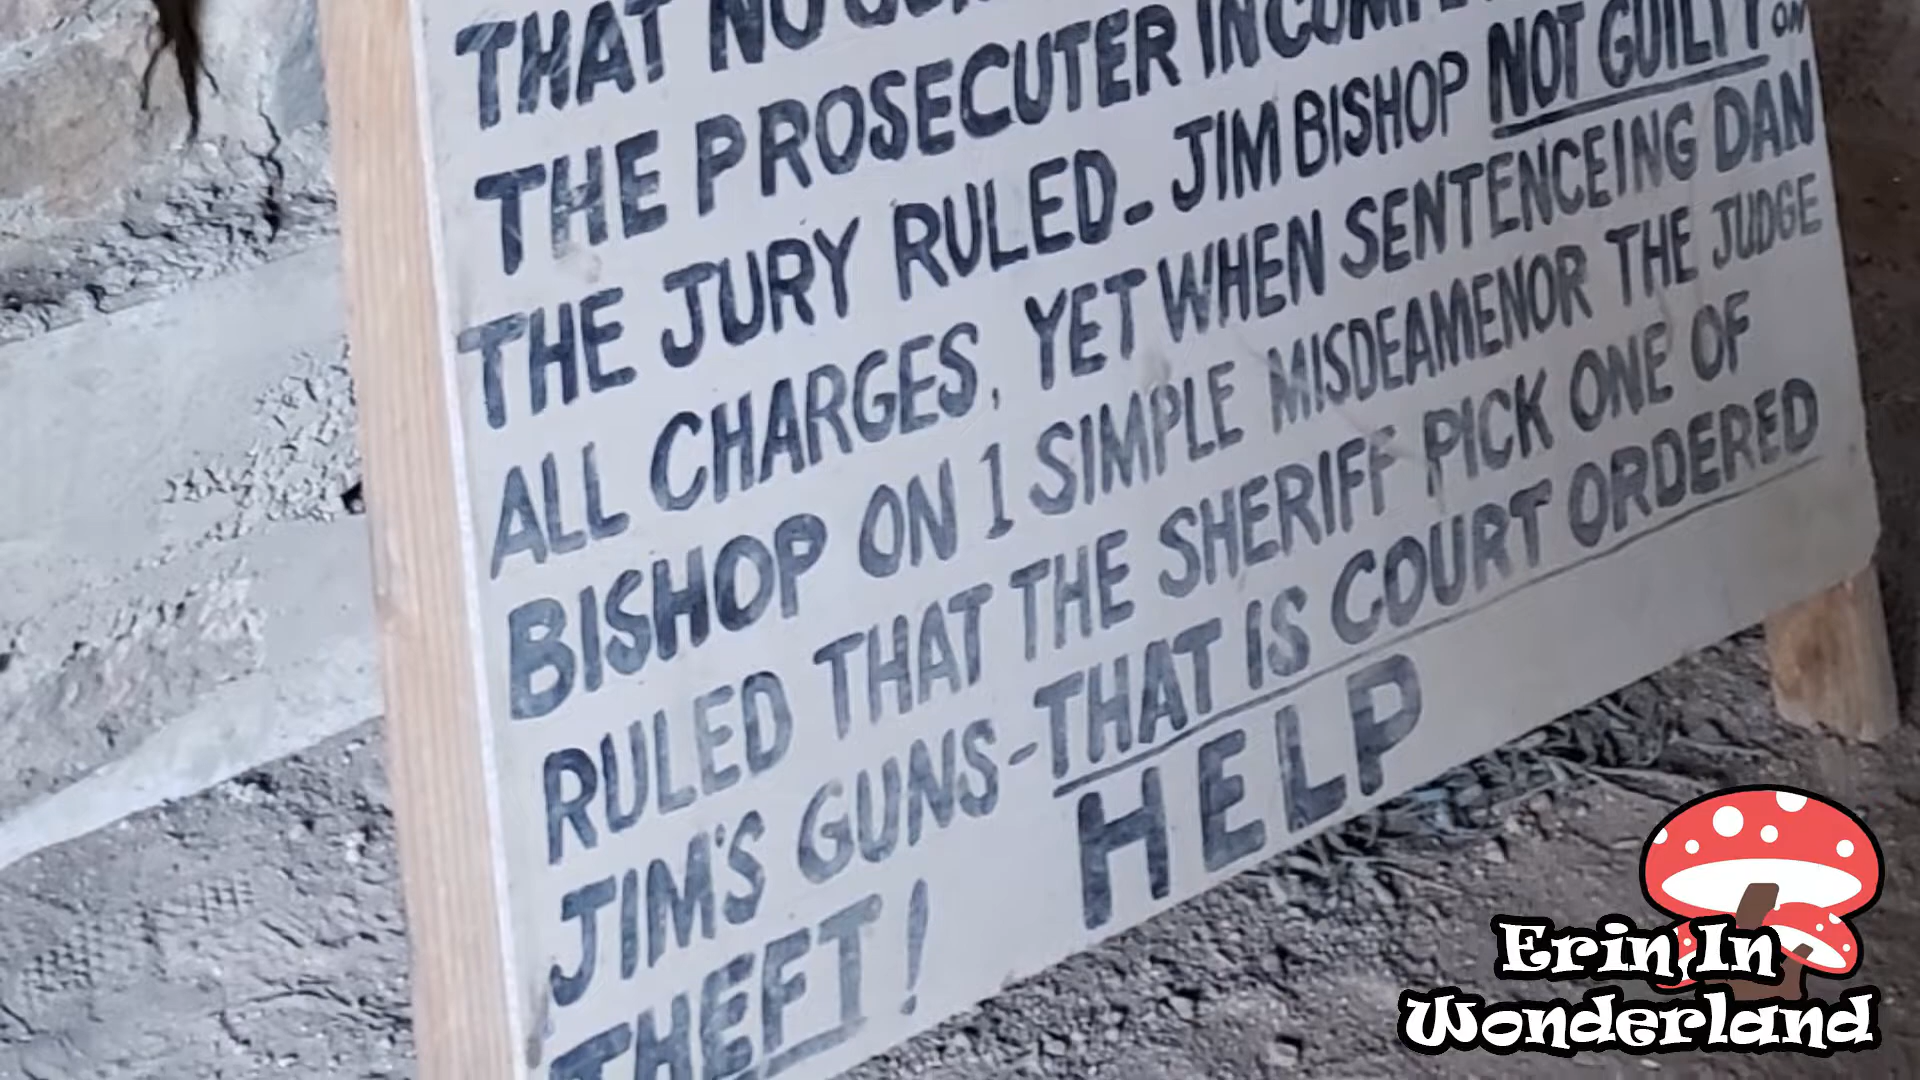 THAT NO
THE PROSECUTER
THE JURY RULED - JIM BISHOP NOT GUILTY ON
ALL CHARGES, YET WHEN SENTENCEING DAN
BISHOP ON 1 SIMPLE MISDEAMENOR THE JUDGE
RULED THAT THE SHERIFF PICK ONE OF
JIM'S GUNS - THAT IS COURT ORDERED
THEFT! HELP
Erin In
Wonderland